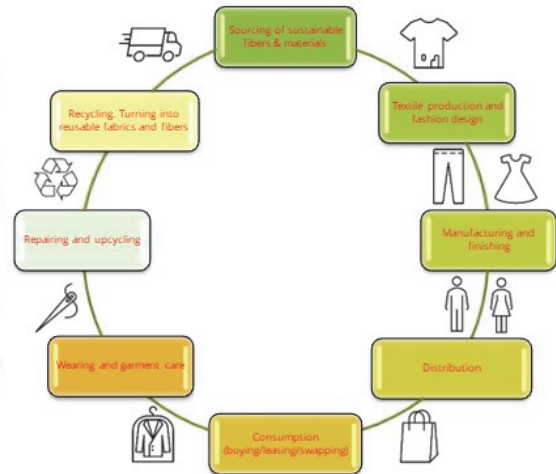 Sourcing of sustainable
fibers & materials
Textile production and
fashion design
Manufacturing and
finishing
Distribution
Consumption
(buying/leasing/swapping)
Wearing and garment care
Repairing and upcycling
Recycling. Turning into
reusable fabrics and fibers